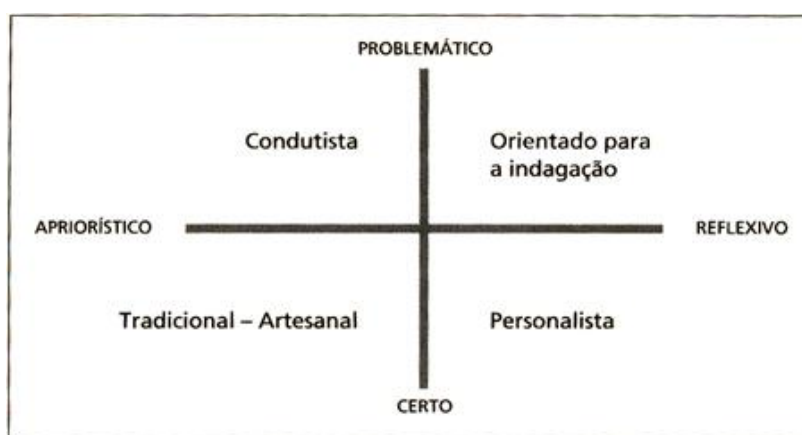 PROBLEMÁTICO
Condutista
Orientado para
a indagação
APRIORÍSTICO
REFLEXIVO
Tradicional – Artesanal
Personalista
CERTO